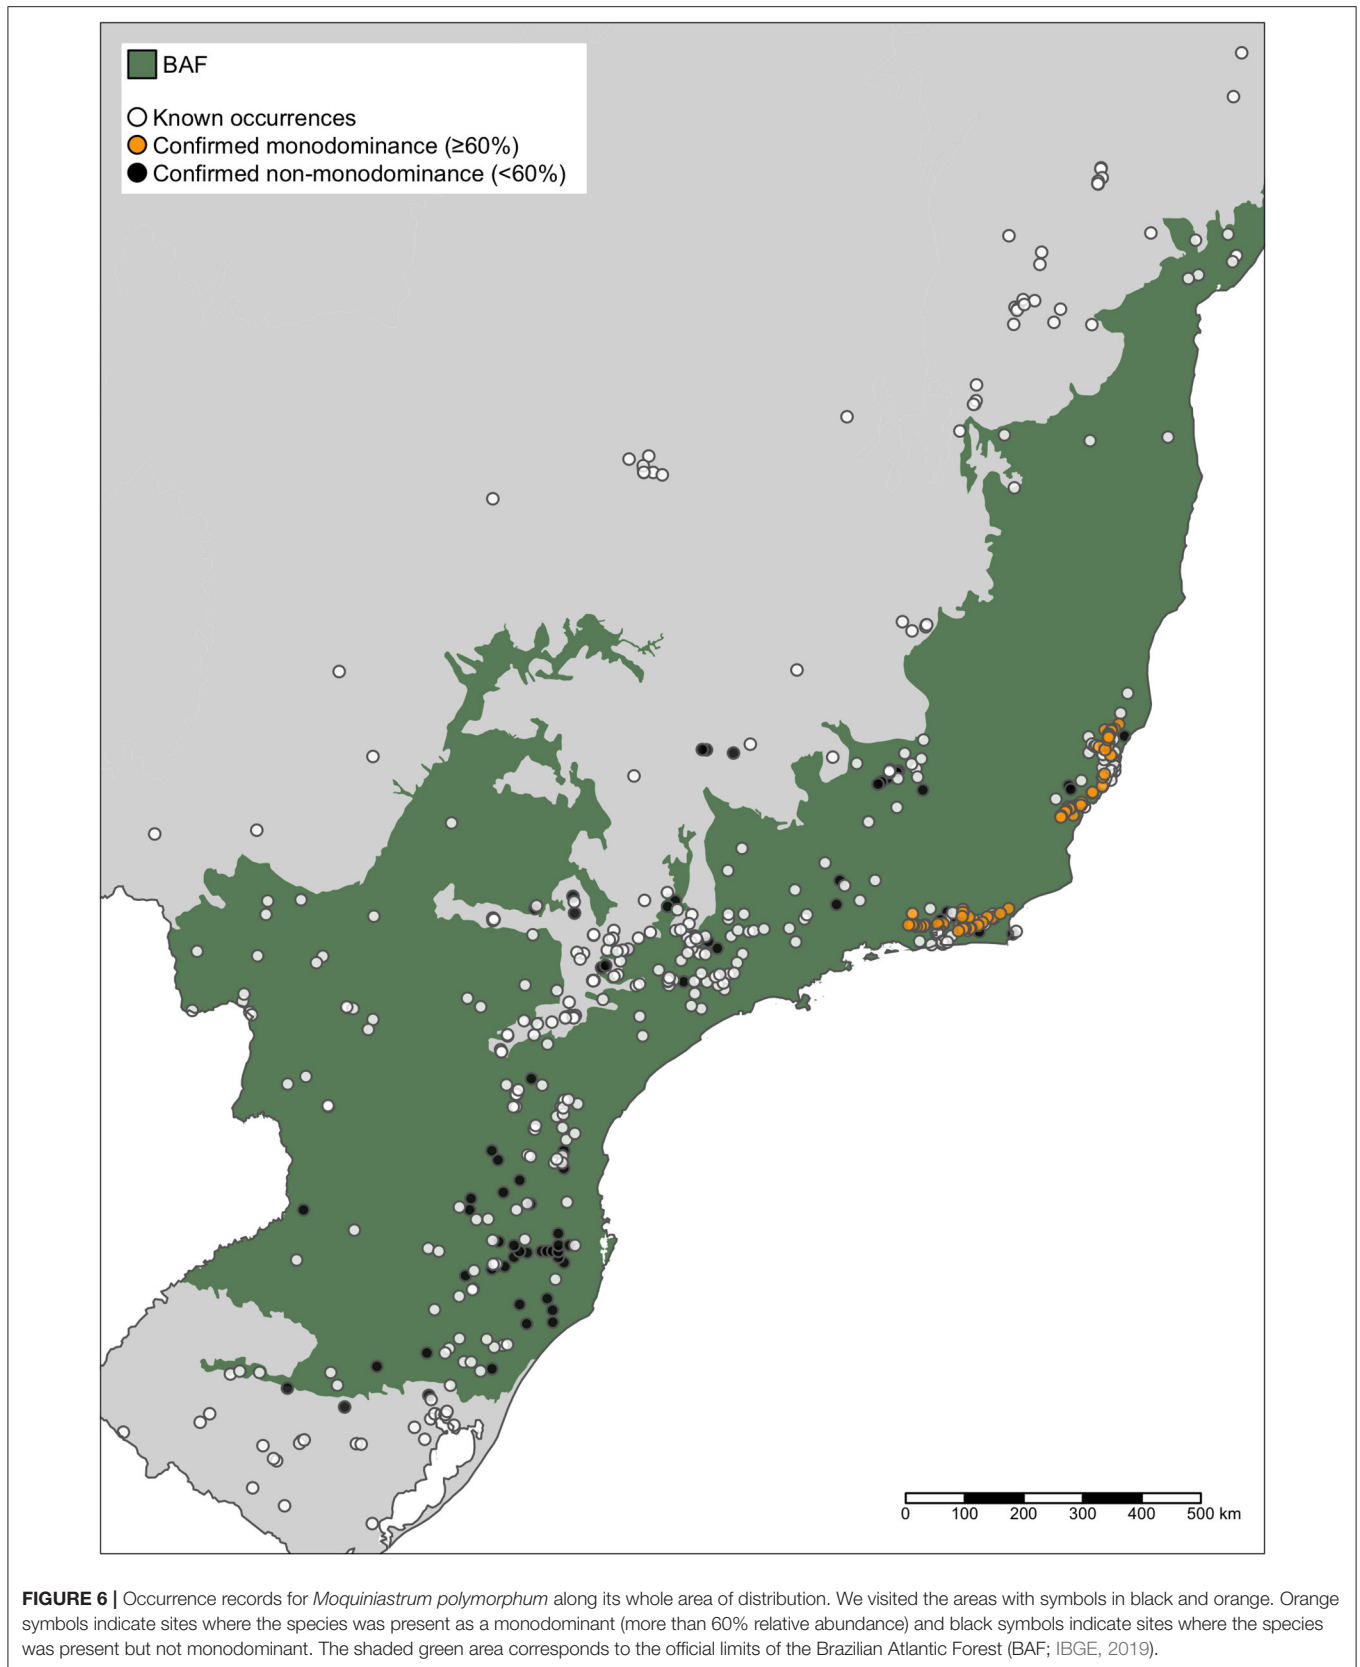 BAF
Known occurrences
Confirmed monodominance (≥60%)
Confirmed non-monodominance (<60%)
0 100 200 300 400 500 km
FIGURE 6 | Occurrence records for Moquiniastrum polymorphum along its whole area of distribution. We visited the areas with symbols in black and orange. Orange
symbols indicate sites where the species was present as a monodominant (more than 60% relative abundance) and black symbols indicate sites where the species
was present but not monodominant. The shaded green area corresponds to the official limits of the Brazilian Atlantic Forest (BAF; IBGE, 2019).